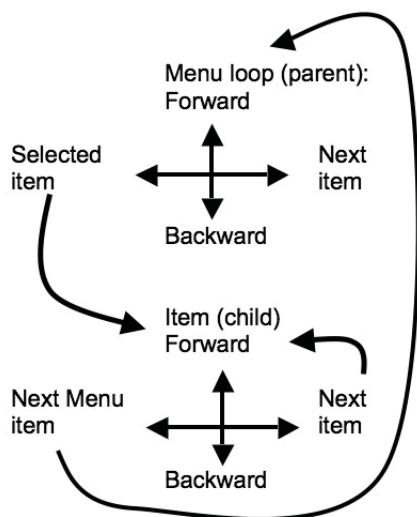 Menu loop (parent):
Forward
Selected
item
Next
item
Backward
Item (child)
Forward
Next Menu
item
Next
item
Backward